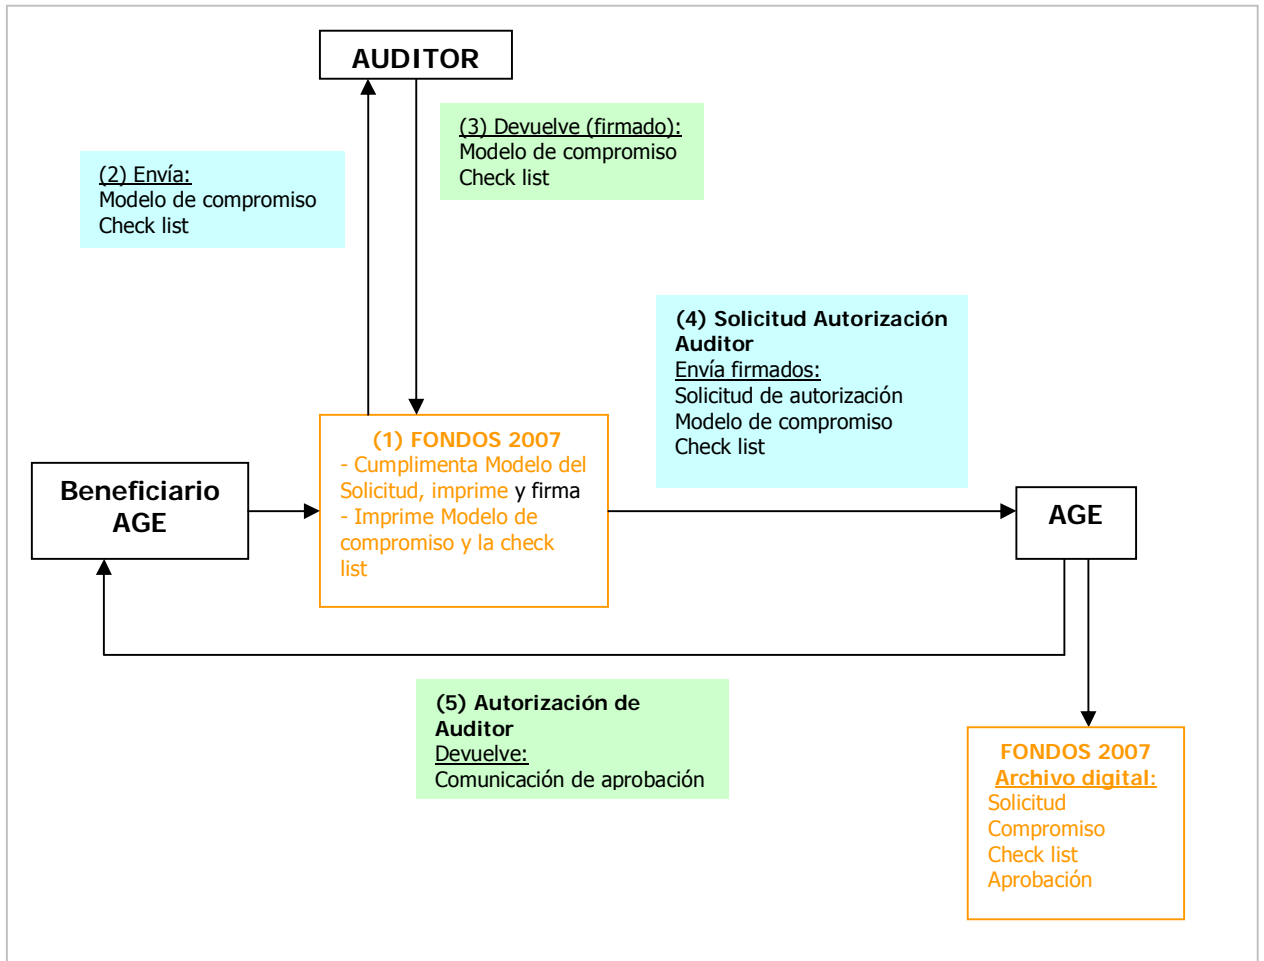 AUDITOR
(3) Devuelve (firmado):
Modelo de compromiso
Check list
(2) Envía:
Modelo de compromiso
Check list
(4) Solicitud Autorización
Auditor
Envía firmados:
Solicitud de autorización
Modelo de compromiso
Check list
(1) FONDOS 2007
- Cumplimenta Modelo del
Solicitud, imprime y firma
- Imprime Modelo de
compromiso y la check
list
Beneficiario
AGE
AGE
(5) Autorización de
Auditor
Devuelve:
Comunicación de aprobación
FONDOS 2007
Archivo digital:
Solicitud
Compromiso
Check list
Aprobación